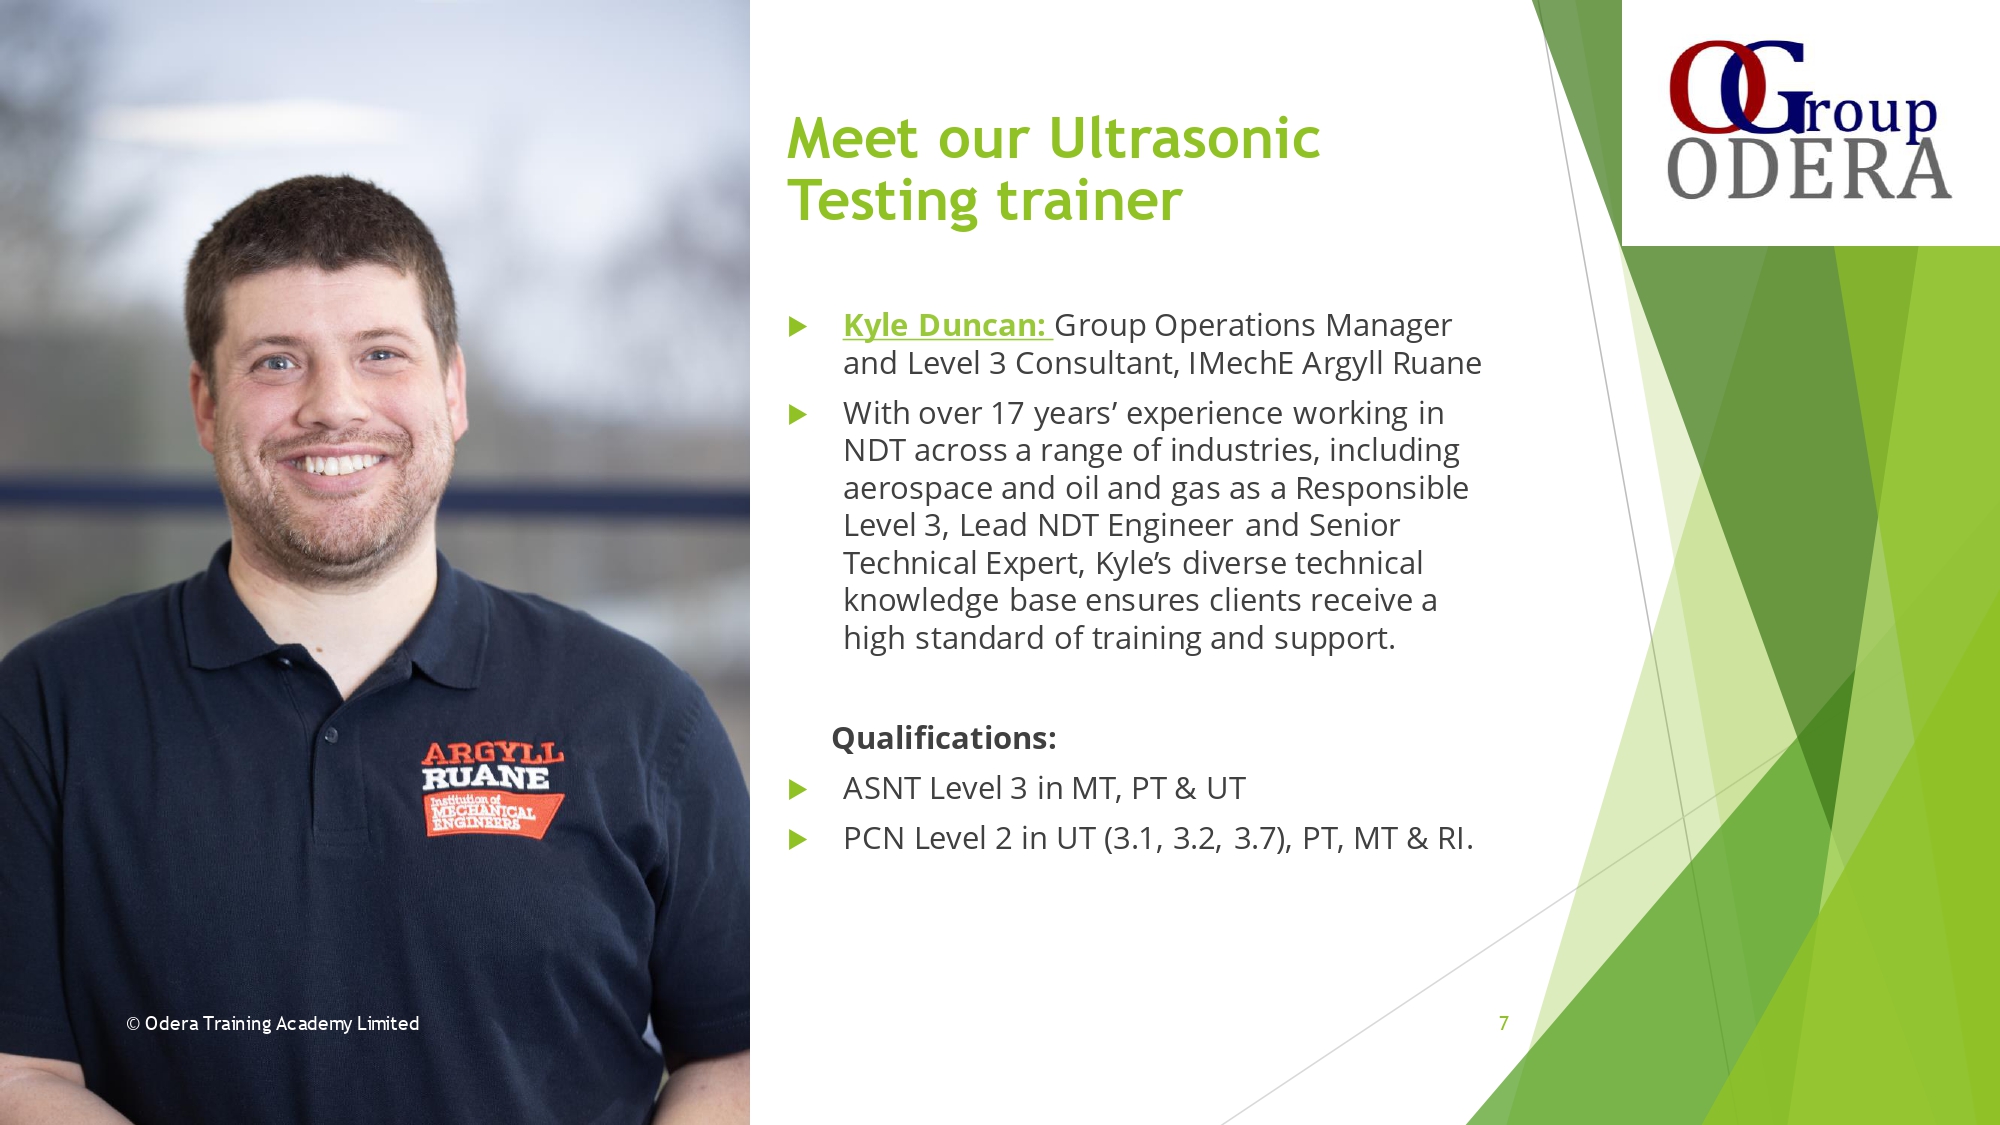 Meet our Ultrasonic
Testing trainer
OGroup
ODERA
Kyle Duncan: Group Operations Manager
and Level 3 Consultant, IMechE Argyll Ruane
With over 17 years’ experience working in
NDT across a range of industries, including
aerospace and oil and gas as a Responsible
Level 3, Lead NDT Engineer and Senior
Technical Expert, Kyle’s diverse technical
knowledge base ensures clients receive a
high standard of training and support.
Qualifications:
ASNT Level 3 in MT, PT & UT
PCN Level 2 in UT (3.1, 3.2, 3.7), PT, MT & RI.
ARGYLL
RUANE
Institution of
MECHANICAL
ENGINEERS
© Odera Training Academy Limited
7